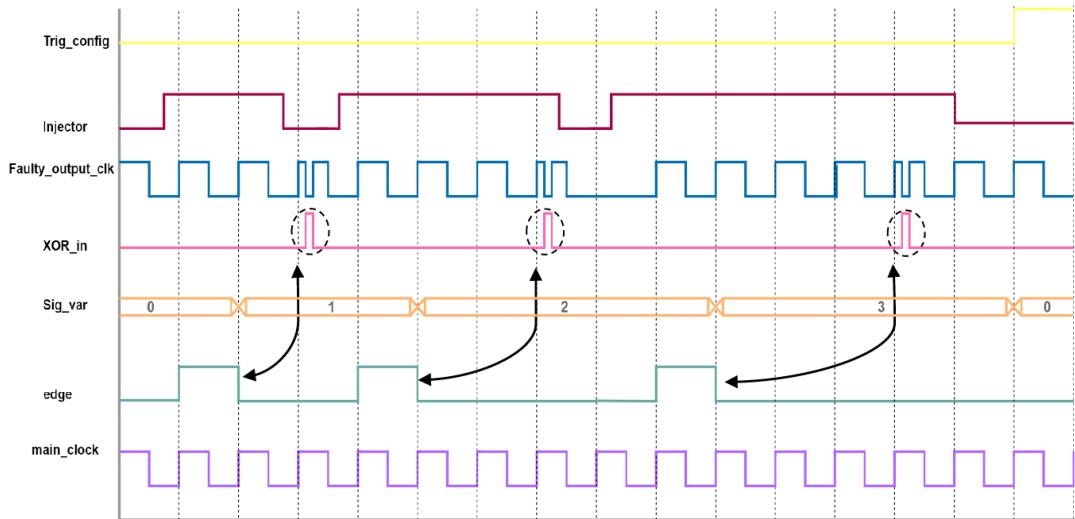 Trig_config
Injector
Faulty_output_clk
XOR_in
Sig_var 0 1 2 3 0
edge
main_clock